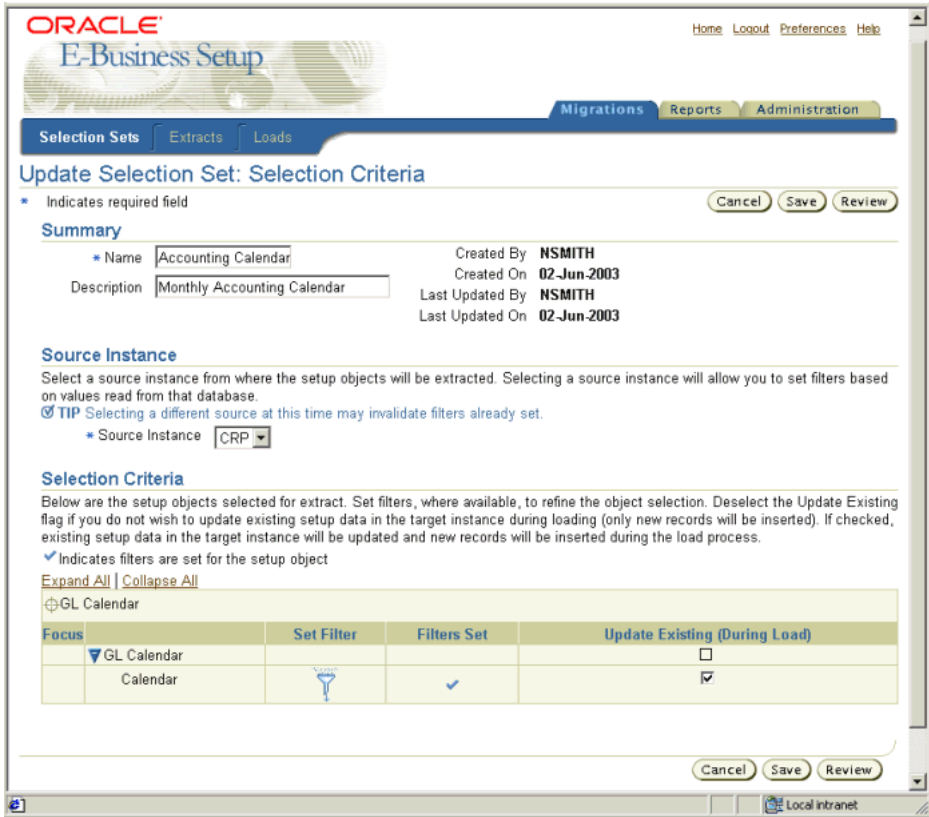 ORACLE
E-Business Setup
Home Logout Preferences Help
Migrations Reports Administration
Selection Sets Extracts Loads
Update Selection Set: Selection Criteria
* Indicates required field
Cancel Save Review
Summary
* Name Accounting Calendar
Description Monthly Accounting Calendar
Created By NSMITH
Created On 02-Jun-2003
Last Updated By NSMITH
Last Updated On 02-Jun-2003
Source Instance
Select a source instance from where the setup objects will be extracted. Selecting a source instance will allow you to set filters based
on values read from that database.
TIP Selecting a different source at this time may invalidate filters already set.
* Source Instance CRP
Selection Criteria
Below are the setup objects selected for extract. Set filters, where available, to refine the object selection. Deselect the Update Existing
flag if you do not wish to update existing setup data in the target instance during loading (only new records will be inserted). If checked,
existing setup data in the target instance will be updated and new records will be inserted during the load process.
Indicates filters are set for the setup object
Expand All | Collapse All
GL Calendar
Focus Set Filter Filters Set Update Existing (During Load)
GL Calendar
Calendar
Cancel Save Review
Local intranet